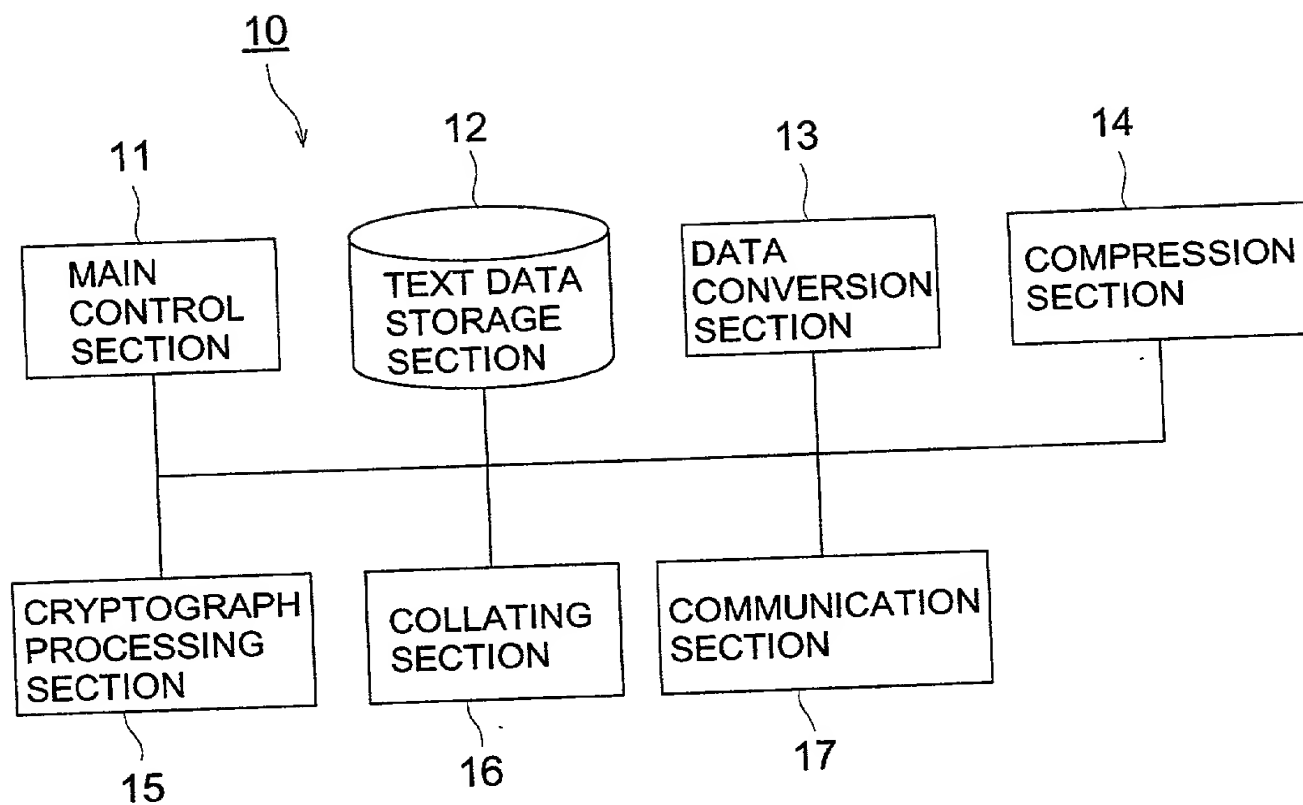 10
11
12
13
14
MAIN
CONTROL
SECTION
TEXT DATA
STORAGE
SECTION
DATA
CONVERSION
SECTION
COMPRESSION
SECTION
CRYPTOGRAPH
PROCESSING
SECTION
COLLATING
SECTION
COMMUNICATION
SECTION
15
16
17